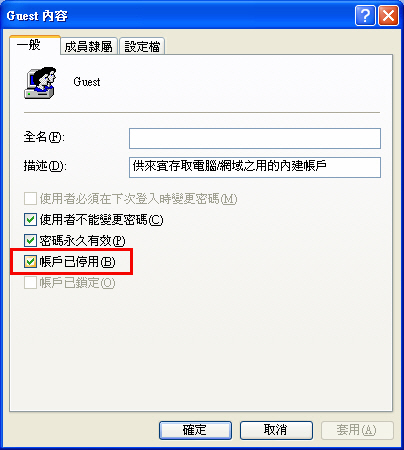 Guest 內容
一般 成員隸屬 設定檔
Guest
全名(F):
描述(D): 供來賓存取電腦/網域之用的內建帳戶
使用者必須在下次登入時變更密碼(M)
使用者不能變更密碼(C)
密碼永久有效(P)
帳戶已停用(B)
帳戶已鎖定(O)
確定 取消 套用(A)